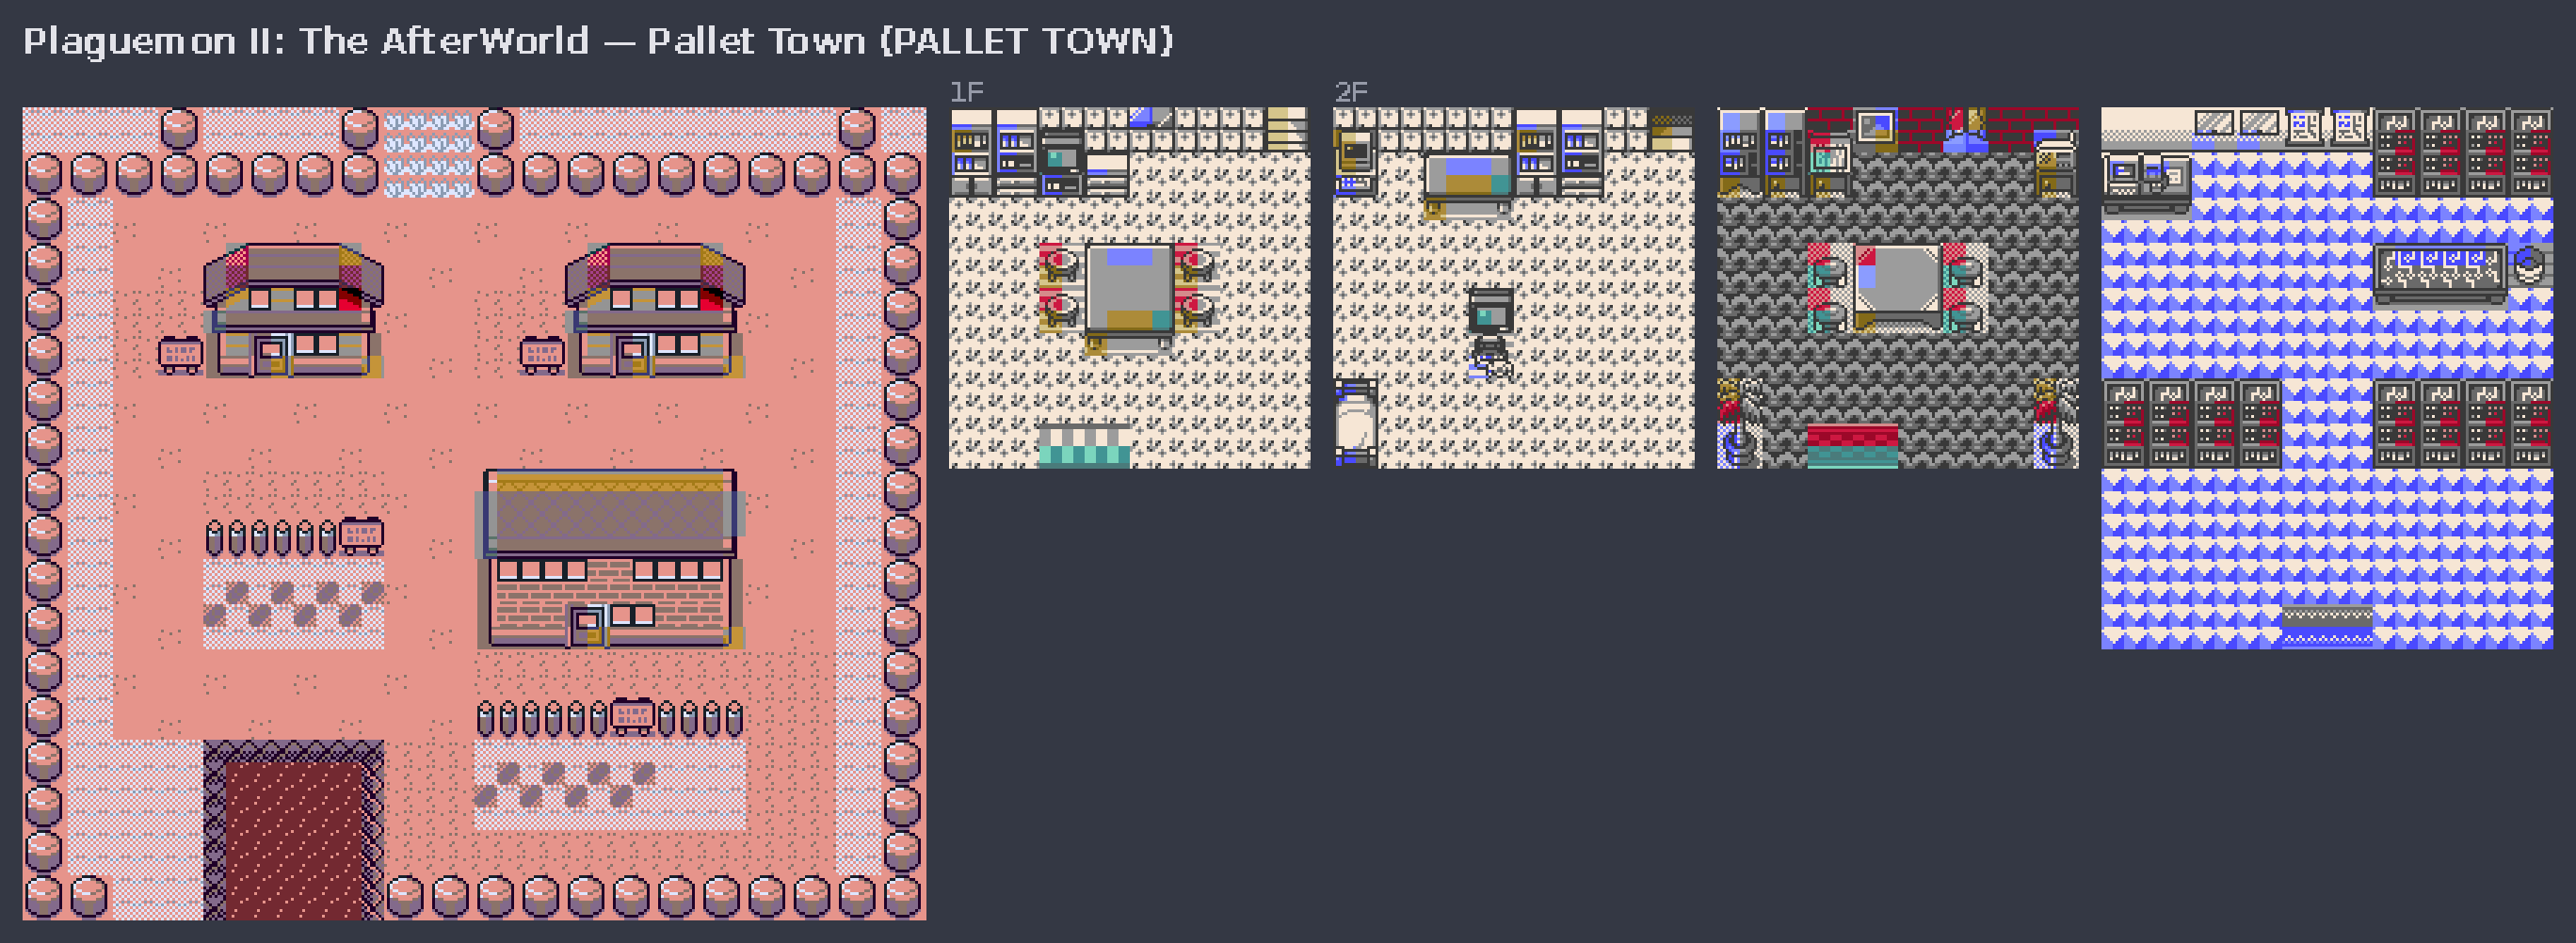 Plaguemon II: The AfterWorld — Pallet Town (PALLET TOWN)
1F
2F